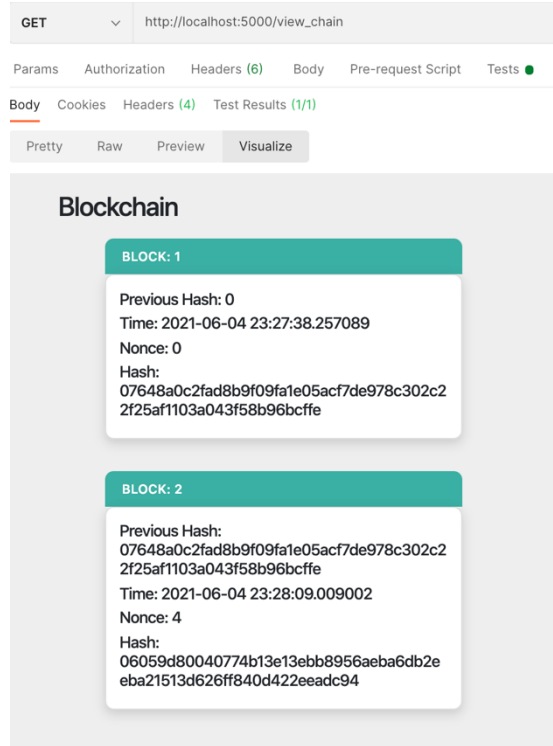 GET http://localhost:5000/view_chain
Params Authorization Headers (6) Body Pre-request Script Tests
Body Cookies Headers (4) Test Results (1/1)
Pretty Raw Preview Visualize
Blockchain
BLOCK: 1
Previous Hash: 0
Time: 2021-06-04 23:27:38.257089
Nonce: 0
Hash:
07648a0c2fad8b9f09fa1e05acf7de978c302c2
2f25af1103a043f58b96bcffe
BLOCK: 2
Previous Hash:
07648a0c2fad8b9f09fa1e05acf7de978c302c2
2f25af1103a043f58b96bcffe
Time: 2021-06-04 23:28:09.009002
Nonce: 4
Hash:
06059d80040774b13e13ebb8956aeba6db2e
eba21513d626ff840d422eeadc94